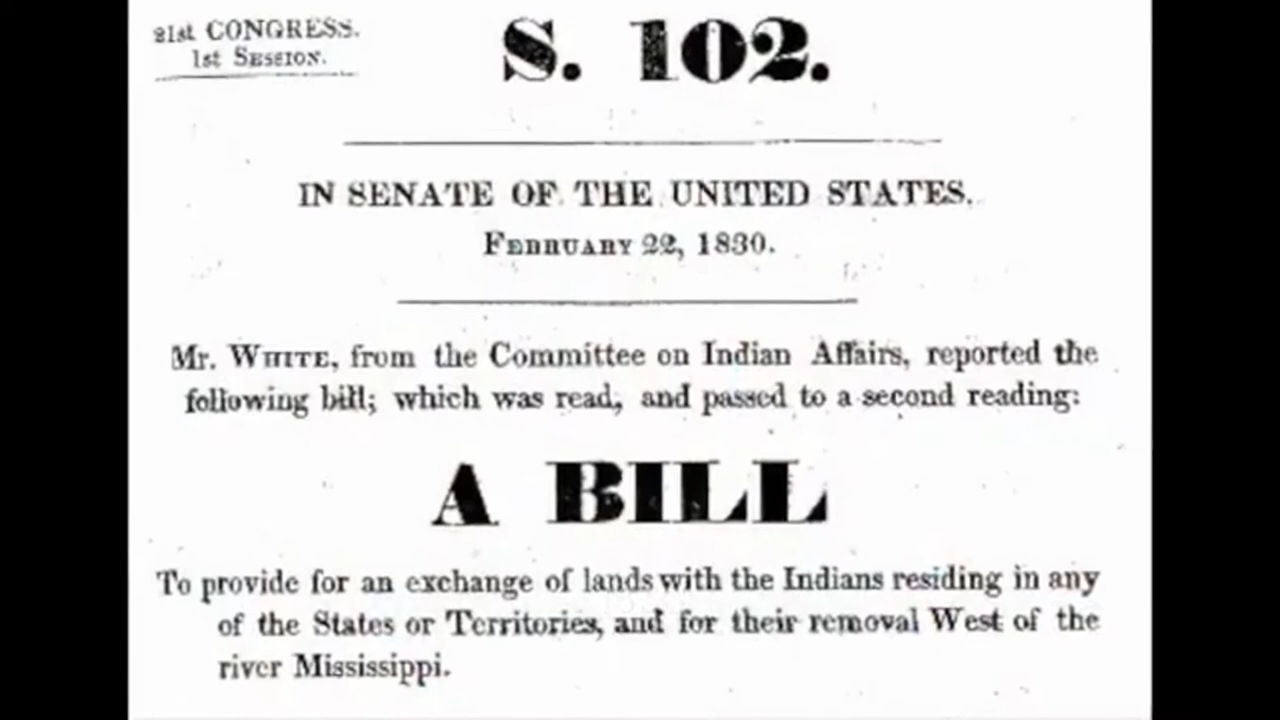 21st CONGRESS.
1st SESSION.
S. 102.
IN SENATE OF THE UNITED STATES.
FEBRUARY 22, 1830.
Mr. WHITE, from the Committee on Indian Affairs, reported the
following bill; which was read, and passed to a second reading:
A BILL
To provide for an exchange of lands with the Indians residing in any
of the States or Territories, and for their removal West of the
river Mississippi.